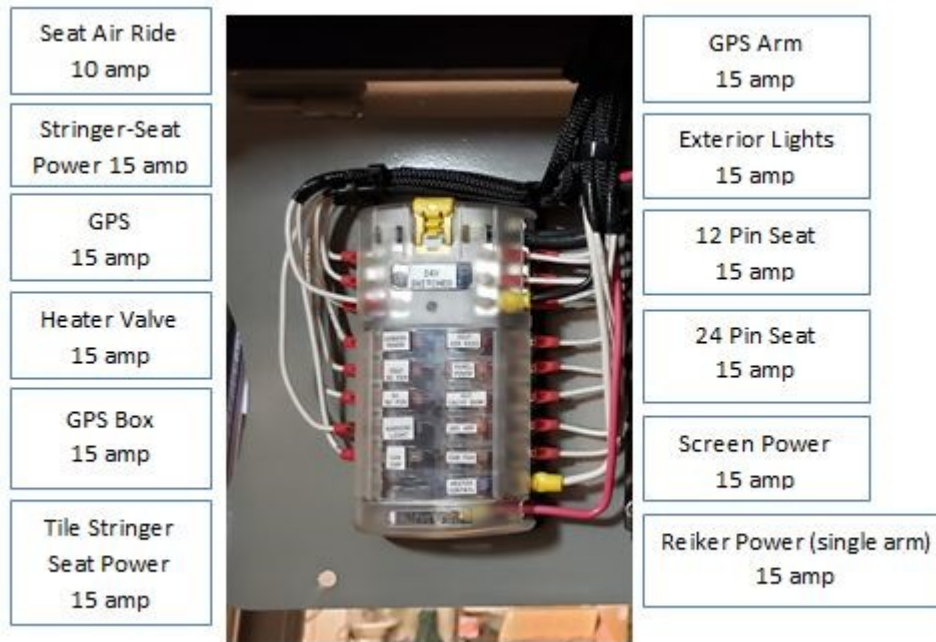 Seat Air Ride
10 amp
Stringer-Seat
Power 15 amp
GPS
15 amp
Heater Valve
15 amp
GPS Box
15 amp
Tile Stringer
Seat Power
15 amp
24V
SWITCHED
GPS Arm
15 amp
Exterior Lights
15 amp
12 Pin Seat
15 amp
24 Pin Seat
15 amp
Screen Power
15 amp
Reiker Power (single arm)
15 amp